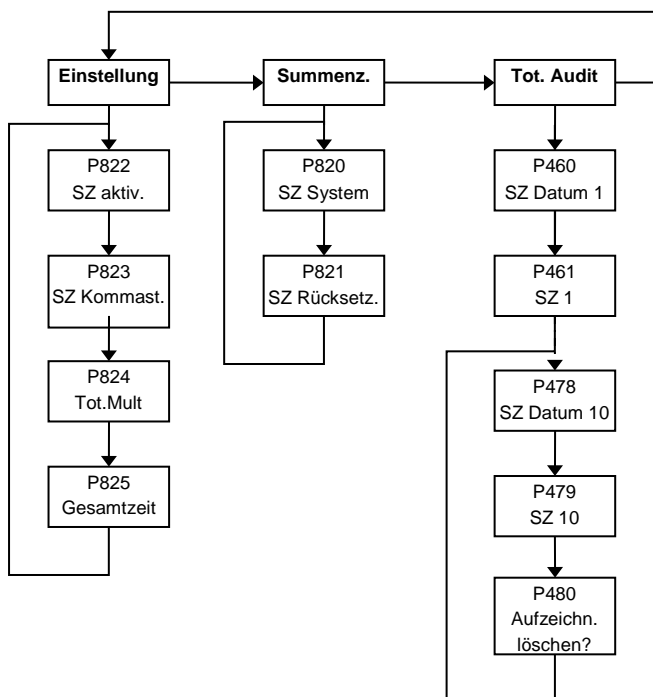 Einstellung
Summenz.
Tot. Audit
P822
SZ aktiv.
P823
SZ Kommast.
P824
Tot.Mult
P825
Gesamtzeit
P820
SZ System
P821
SZ Rücksetz.
P460
SZ Datum 1
P461
SZ 1
P478
SZ Datum 10
P479
SZ 10
P480
Aufzeichn.
löschen?